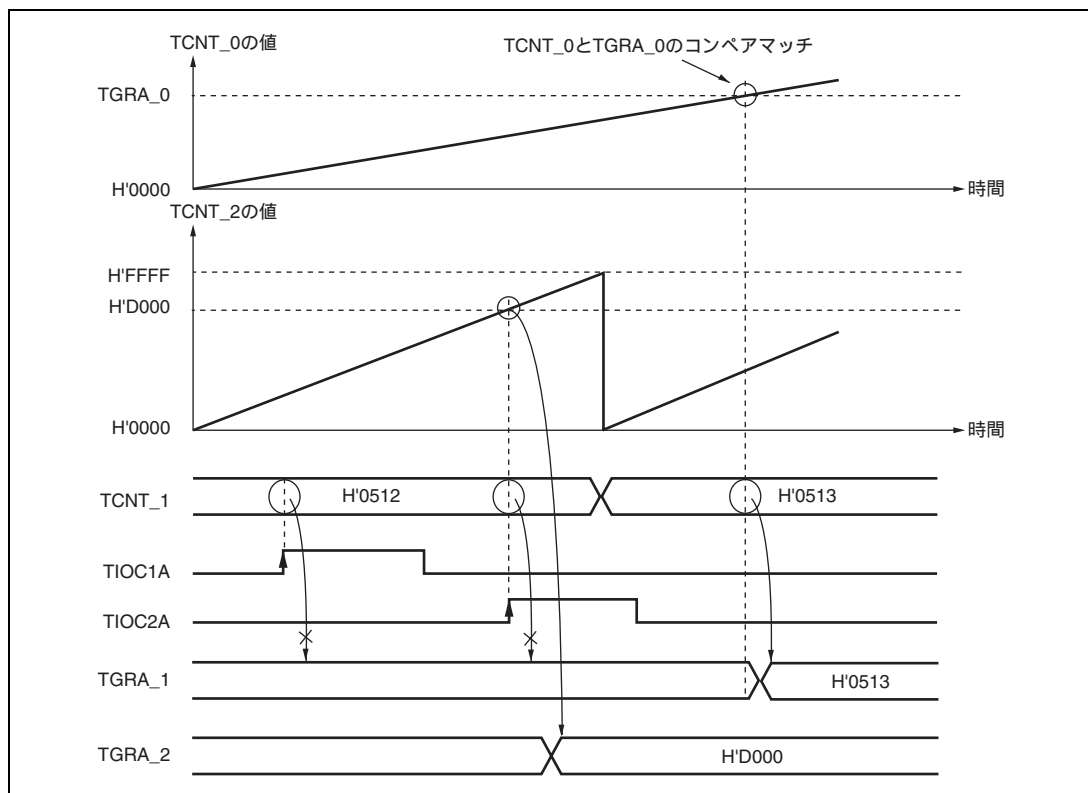 TCNT_0の値
TCNT_0とTGRA_0のコンペアマッチ
TGRA_0
H'0000
時間
TCNT_2の値
H'FFFF
H'D000
H'0000
時間
TCNT_1
H'0512
H'0513
TIOC1A
TIOC2A
TGRA_1
H'0513
TGRA_2
H'D000